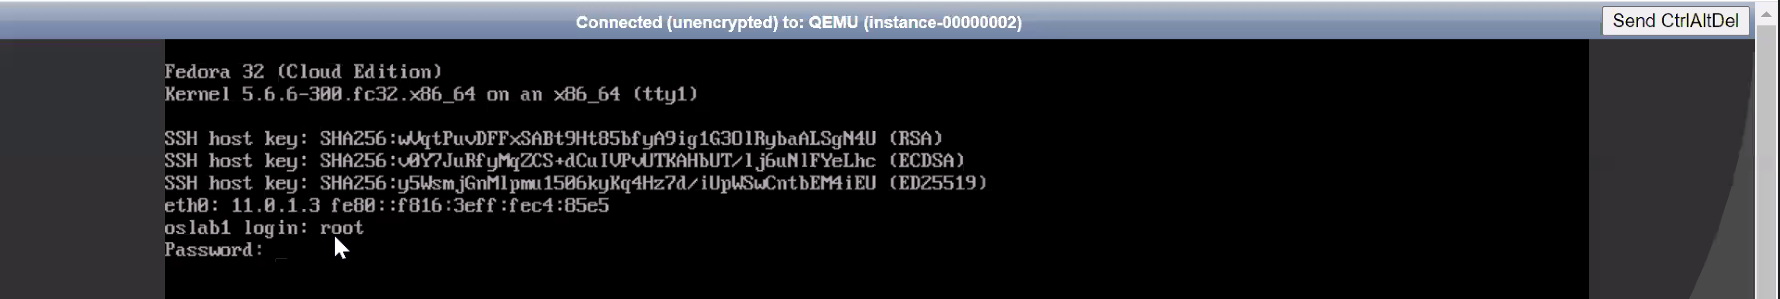 Connected (unencrypted) to: QEMU (instance-00000002)
Send CtrlAltDel
Fedora 32 (Cloud Edition)
Kernel 5.6.6-300.fc32.x86_64 on an x86_64 (tty1)
SSH host key: SHA256:wVqtPuvDFFxSABt9Ht85bfyA9ig1G3OlRybaALSgN4U (RSA)
SSH host key: SHA256:v0Y7JuRfyMqZCS+dCuIVPvUTKAHbUT/lj6uNlFYeLhc (ECDSA)
SSH host key: SHA256:y5WsmjGnMlpmu1506kyKq4Hz7d/iUpWSwCntbEM4iEU (ED25519)
eth0: 11.0.1.3 fe80::f816:3eff:fec4:85e5
oslab1 login: root
Password: _